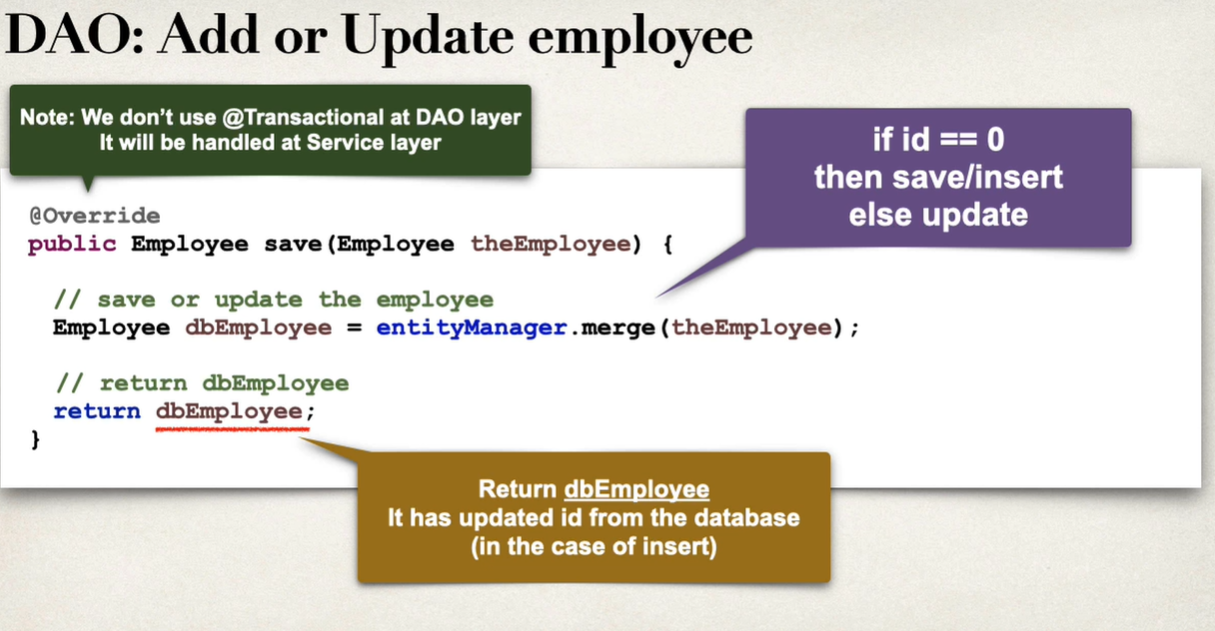 DAO: Add or Update employee
Note: We don't use @Transactional at DAO layer
It will be handled at Service layer
if id == 0
then save/insert
else update
@Override
public Employee save(Employee theEmployee) {
// save or update the employee
Employee dbEmployee = entityManager.merge(theEmployee);
// return dbEmployee
return dbEmployee;
}
Return dbEmployee
It has updated id from the database
(in the case of insert)